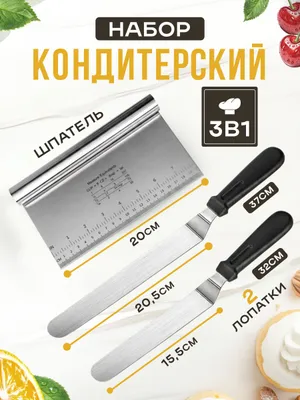 НАБОР
КОНДИТЕРСКИЙ
3В1
ШПАТЕЛЬ
20СМ
37СМ
20,5СМ
32СМ
2
ЛОПАТКИ
15,5СМ